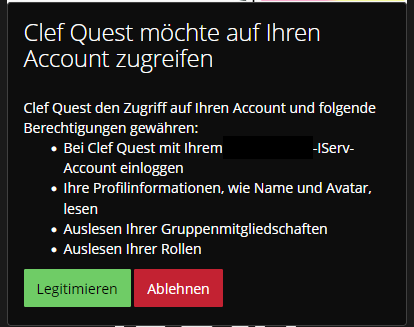 Clef Quest möchte auf Ihren
Account zugreifen
Clef Quest den Zugriff auf Ihren Account und folgende
Berechtigungen gewähren:
Bei Clef Quest mit Ihrem -IServ-
Account einloggen
Ihre Profilinformationen, wie Name und Avatar,
lesen
Auslesen Ihrer Gruppenmitgliedschaften
Auslesen Ihrer Rollen
Legitimieren Ablehnen